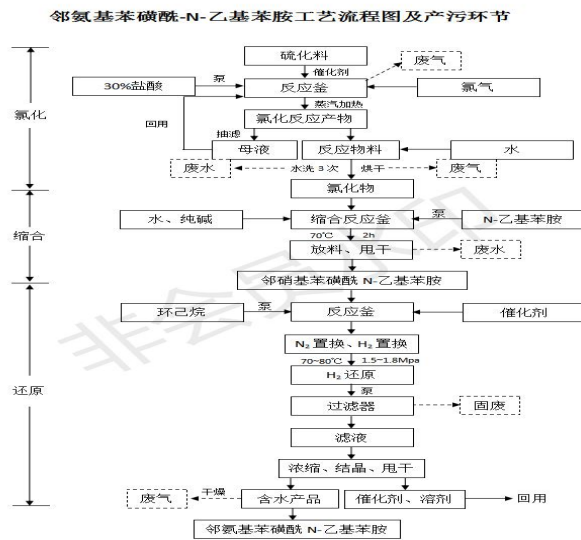 邻氨基苯磺酰-N-乙基苯胺工艺流程图及产污环节
硫化料
废气
催化剂
30%盐酸
泵
反应釜
氯气
蒸汽加热
氯化
回用
氯化反应产物
抽滤
母液
反应物料
水
废水
水洗 3 次
烘干
废气
氯化物
水、纯碱
缩合反应釜
泵
N-乙基苯胺
缩合
70℃
2h
放料、甩干
废水
邻硝基苯磺酰 N-乙基苯胺
环己烷
泵
反应釜
催化剂
N₂ 置换、H₂ 置换
70~80℃
1.5~1.8Mpa
H₂ 还原
还原
泵
过滤器
固废
滤液
浓缩、结晶、甩干
废气
干燥
含水产品
催化剂、溶剂
回用
邻氨基苯磺酰 N-乙基苯胺
非会员水印